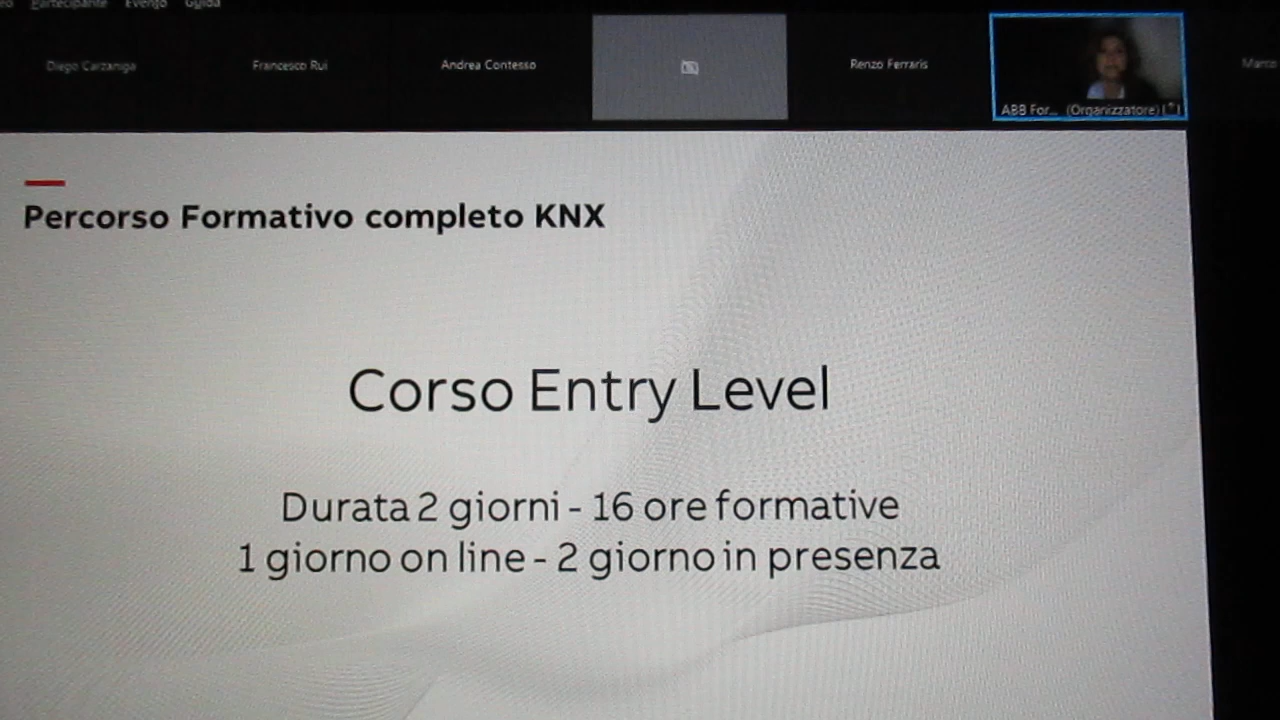 Partecipante Evento Guida
Diego Carzaniga
Francesco Rui
Andrea Contesso
Renzo Ferraris
ABB For... (Organizzatore)
Marco
Percorso Formativo completo KNX
Corso Entry Level
Durata 2 giorni - 16 ore formative
1 giorno on line - 2 giorno in presenza